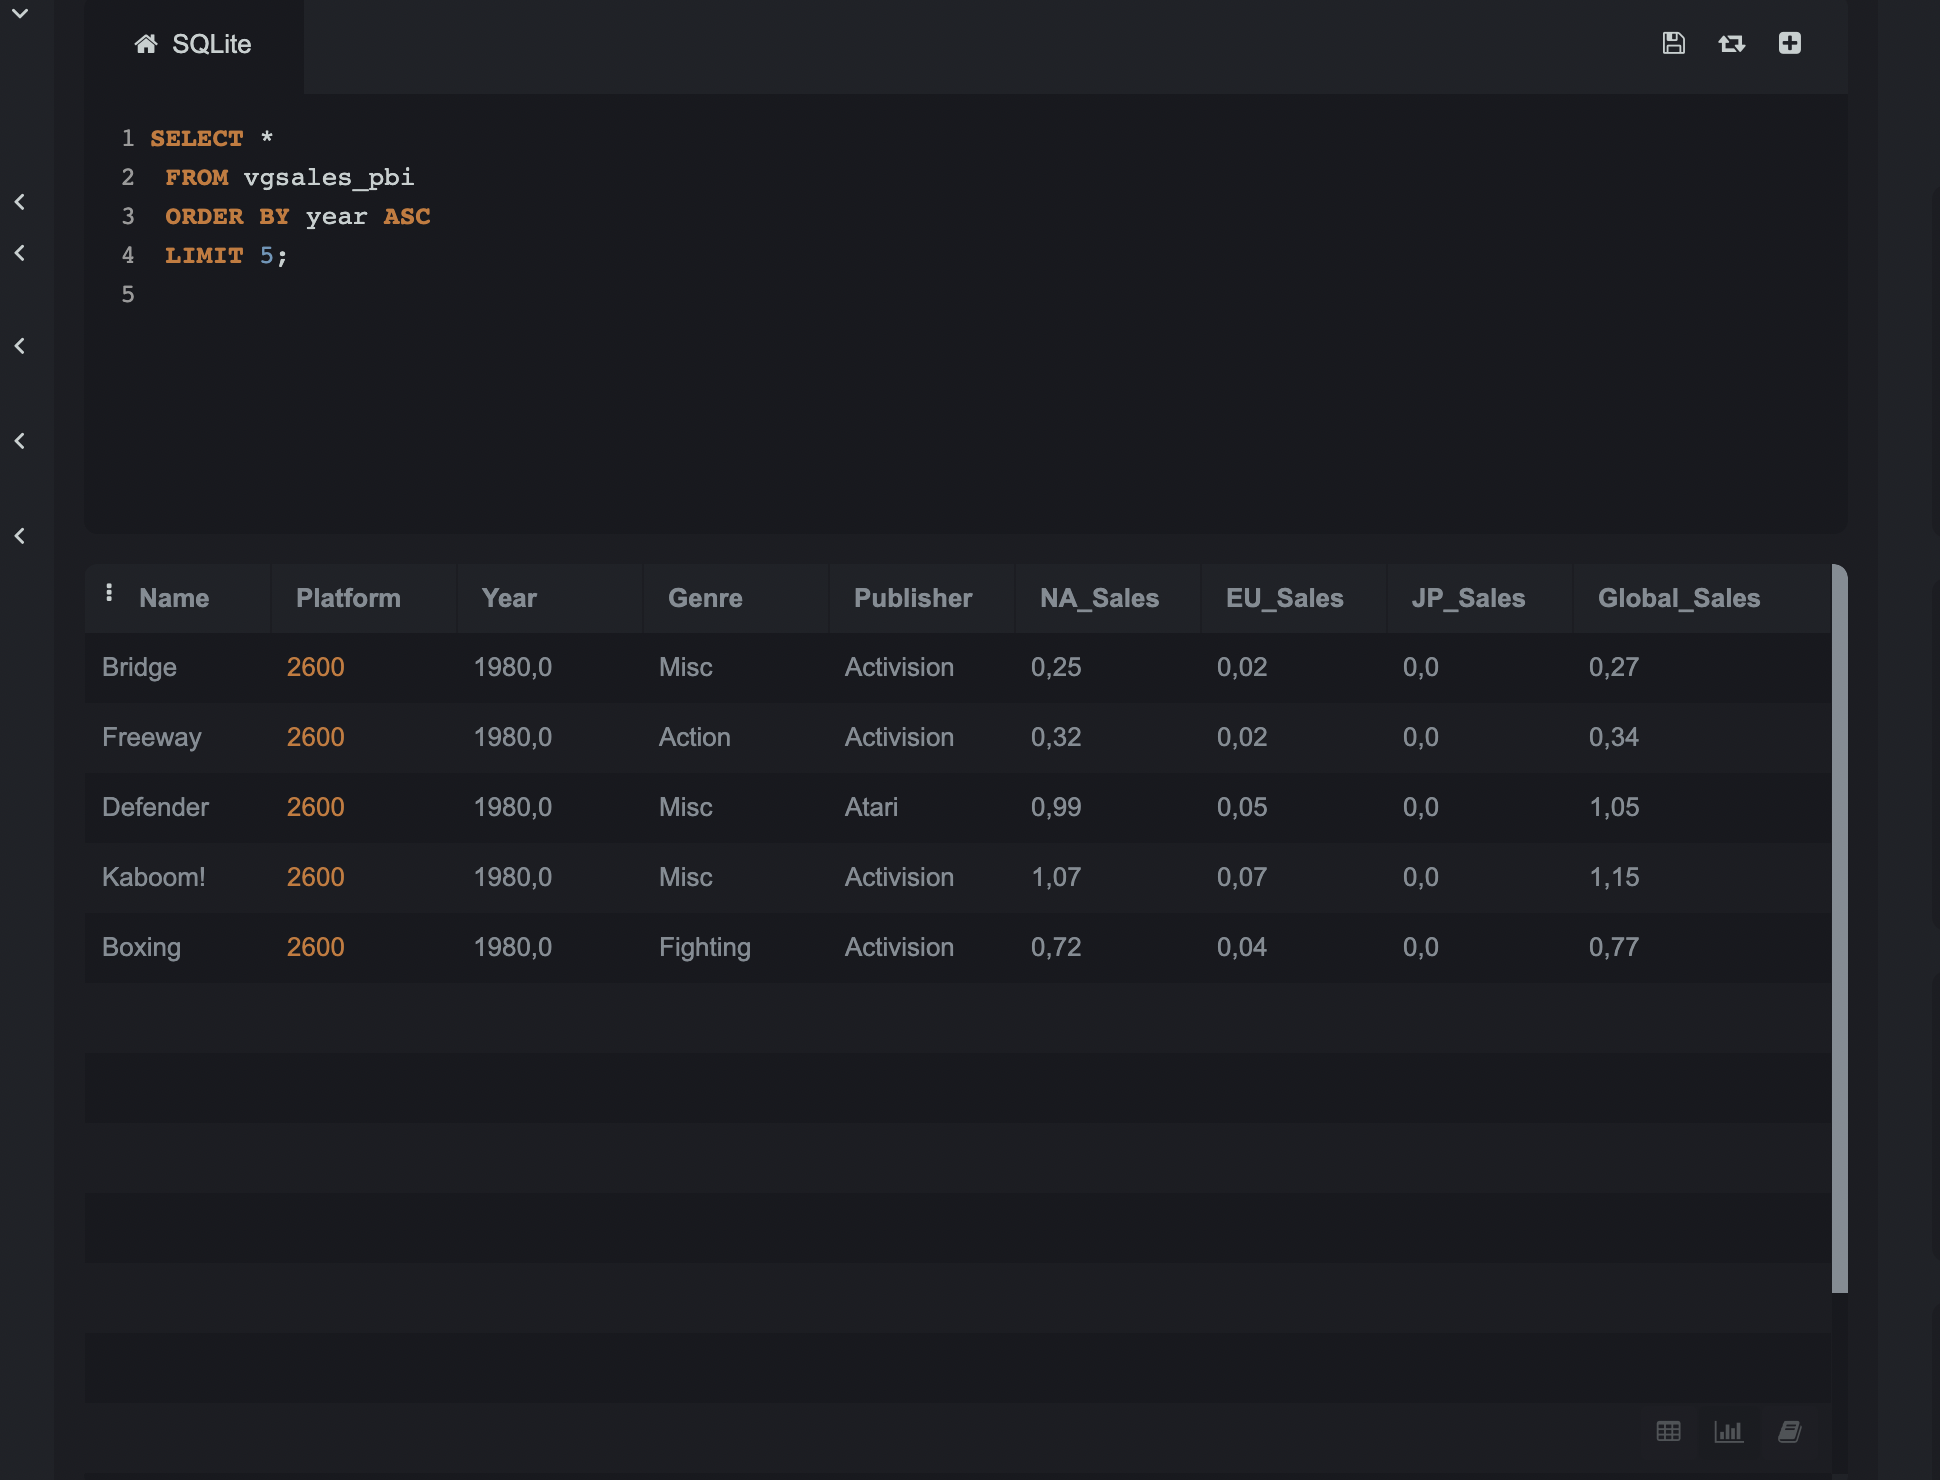 SQLite
1 SELECT *
2 FROM vgsales_pbi
3 ORDER BY year ASC
4 LIMIT 5;
5
Name Platform Year Genre Publisher NA_Sales EU_Sales JP_Sales Global_Sales
Bridge 2600 1980,0 Misc Activision 0,25 0,02 0,0 0,27
Freeway 2600 1980,0 Action Activision 0,32 0,02 0,0 0,34
Defender 2600 1980,0 Misc Atari 0,99 0,05 0,0 1,05
Kaboom! 2600 1980,0 Misc Activision 1,07 0,07 0,0 1,15
Boxing 2600 1980,0 Fighting Activision 0,72 0,04 0,0 0,77